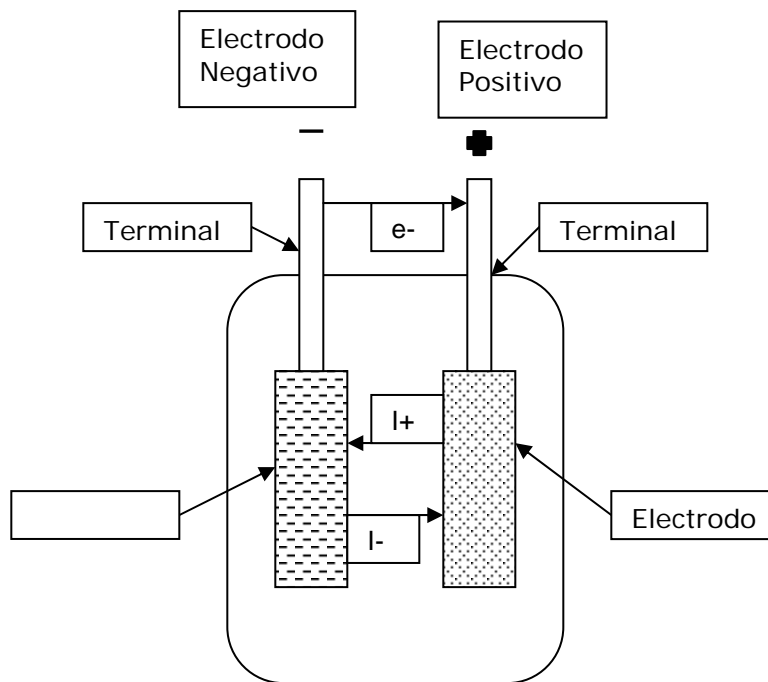 Electrodo
Negativo
Electrodo
Positivo
−
+
Terminal
e-
Terminal
I+
Electrodo
I-